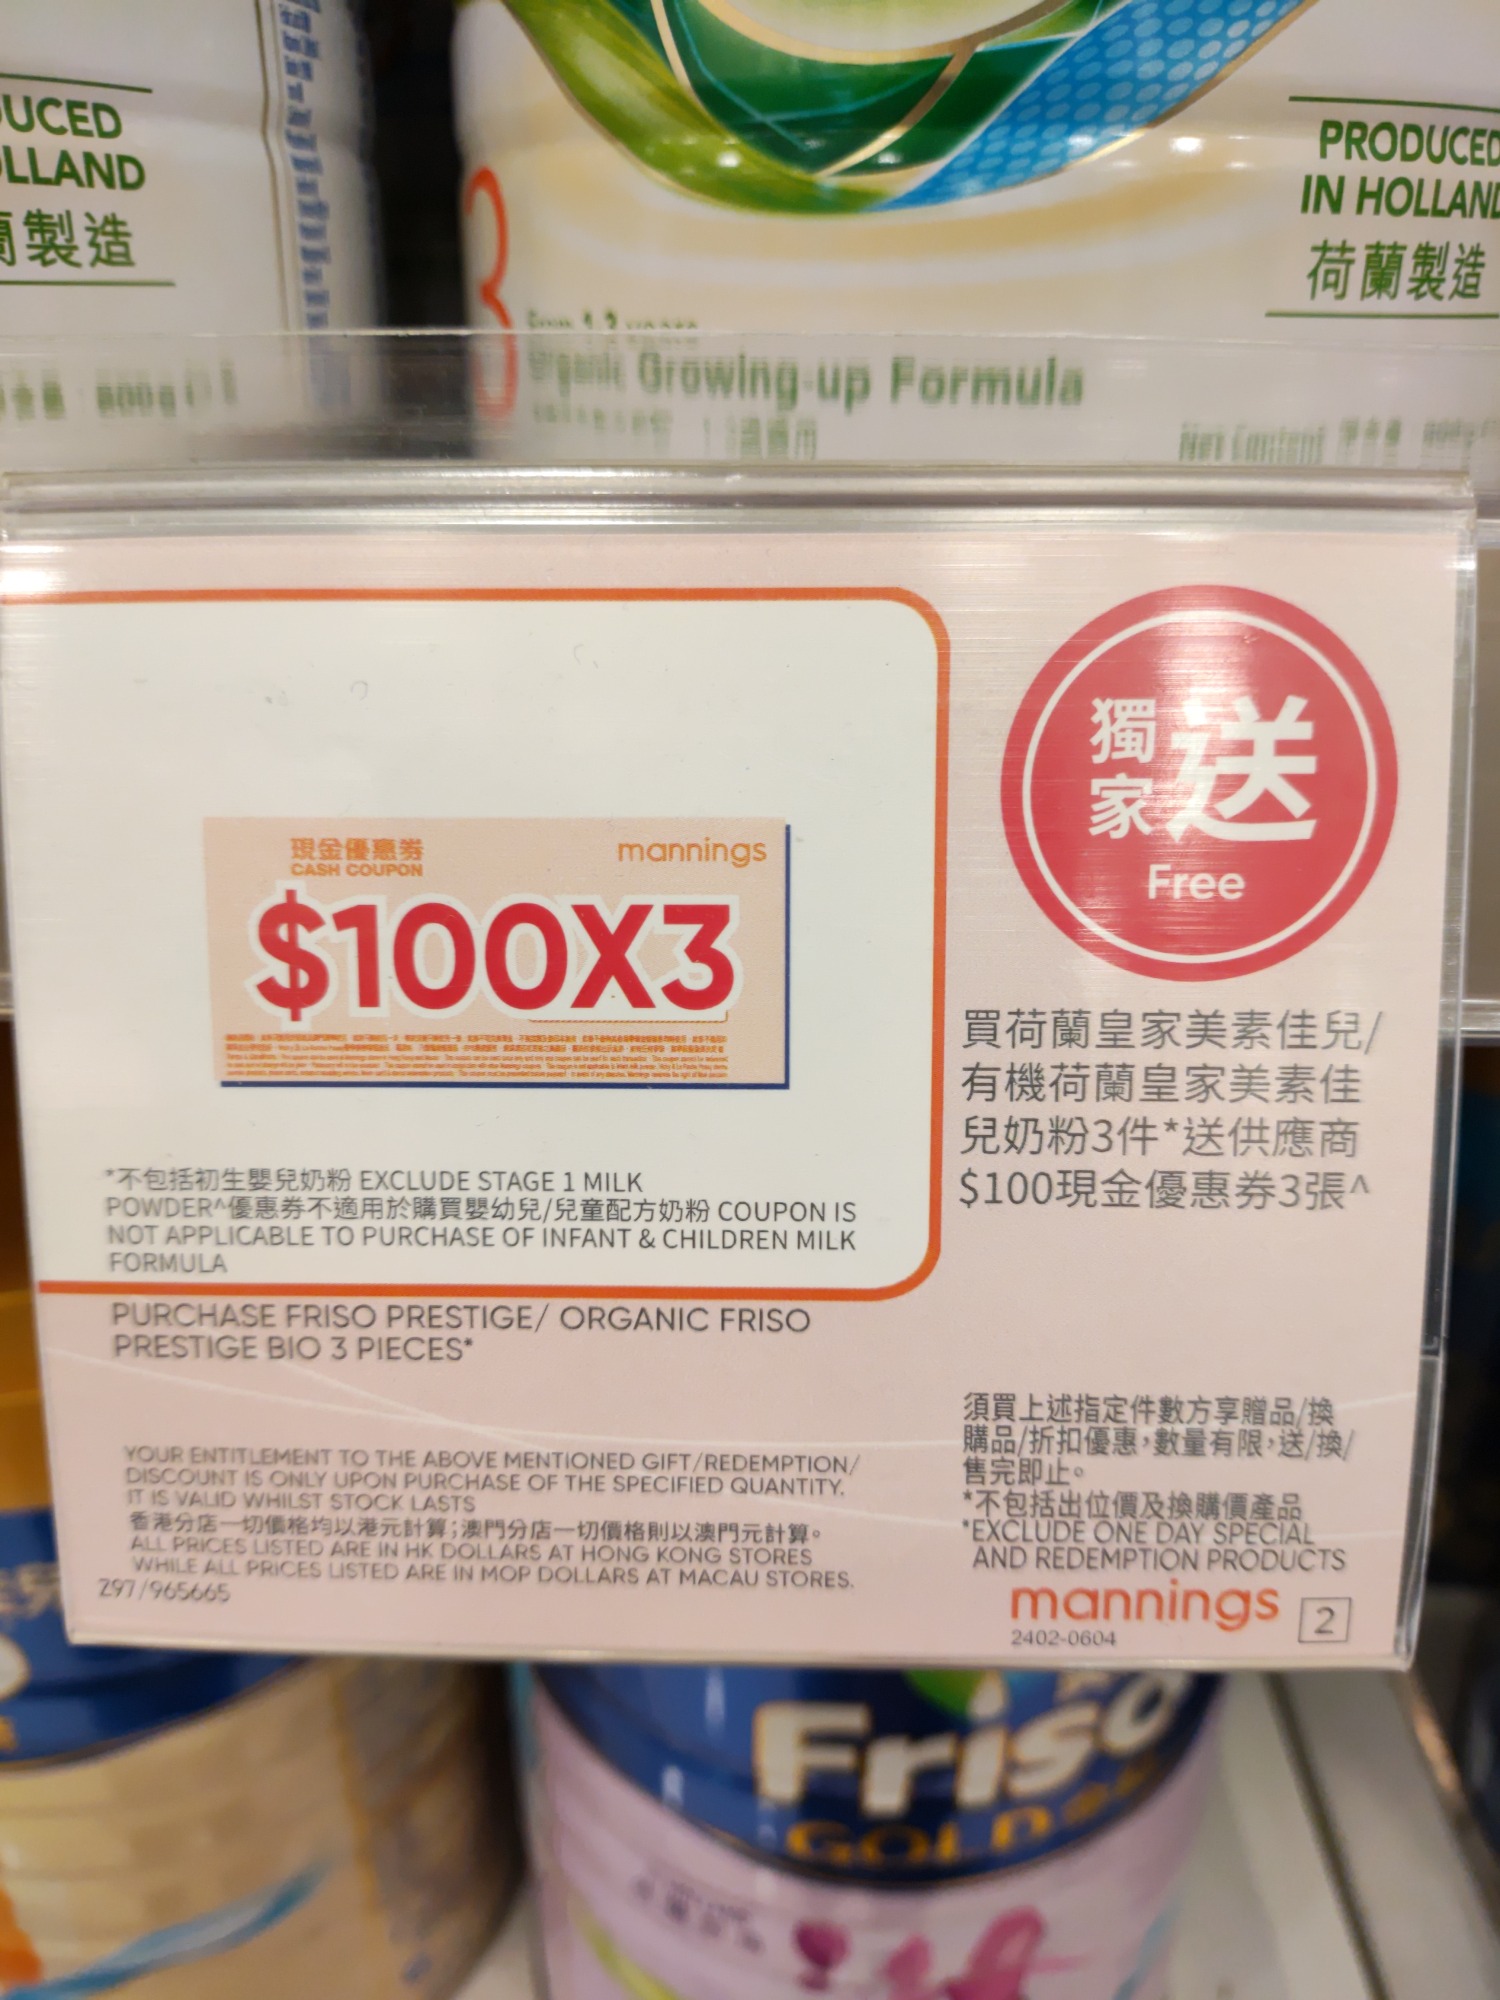 UCED
LLAND
製造
PRODUCED
IN HOLLAND
荷蘭製造
3
From 1-3 years
Organic Growing-up Formula
獨家送
Free
現金優惠券
mannings
CASH COUPON
$100X3
買荷蘭皇家美素佳兒/
有機荷蘭皇家美素佳
兒奶粉3件*送供應商
$100現金優惠券3張^
*不包括初生嬰兒奶粉 EXCLUDE STAGE 1 MILK
POWDER^優惠券不適用於購買嬰幼兒/兒童配方奶粉 COUPON IS
NOT APPLICABLE TO PURCHASE OF INFANT & CHILDREN MILK
FORMULA
PURCHASE FRISO PRESTIGE/ ORGANIC FRISO
PRESTIGE BIO 3 PIECES*
須買上述指定件數方享贈品/換
購品/折扣優惠,數量有限,送/換/
售完即止。
*不包括出位價及換購價產品
*EXCLUDE ONE DAY SPECIAL
AND REDEMPTION PRODUCTS
YOUR ENTITLEMENT TO THE ABOVE MENTIONED GIFT/REDEMPTION/
DISCOUNT IS ONLY UPON PURCHASE OF THE SPECIFIED QUANTITY.
IT IS VALID WHILST STOCK LASTS
香港分店一切價格均以港元計算;澳門分店一切價格則以澳門元計算。
ALL PRICES LISTED ARE IN HK DOLLARS AT HONG KONG STORES
WHILE ALL PRICES LISTED ARE IN MOP DOLLARS AT MACAU STORES.
Z97/965665
mannings
2
2402-0604
Friso
GOLD